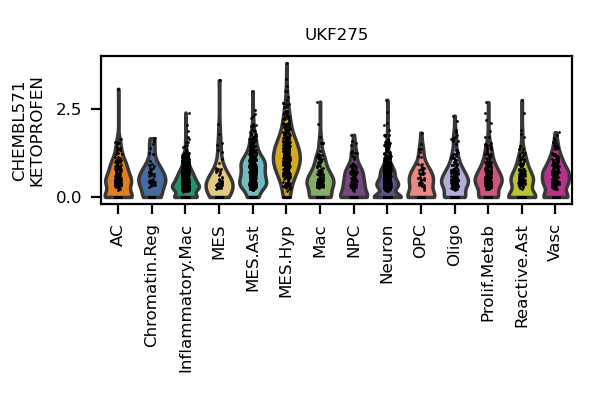 UKF275
CHEMBL571
KETOPROFEN
2.5
0.0
AC
Chromatin.Reg
Inflammatory.Mac
MES
MES.Ast
MES.Hyp
Mac
NPC
Neuron
OPC
Oligo
Prolif.Metab
Reactive.Ast
Vasc